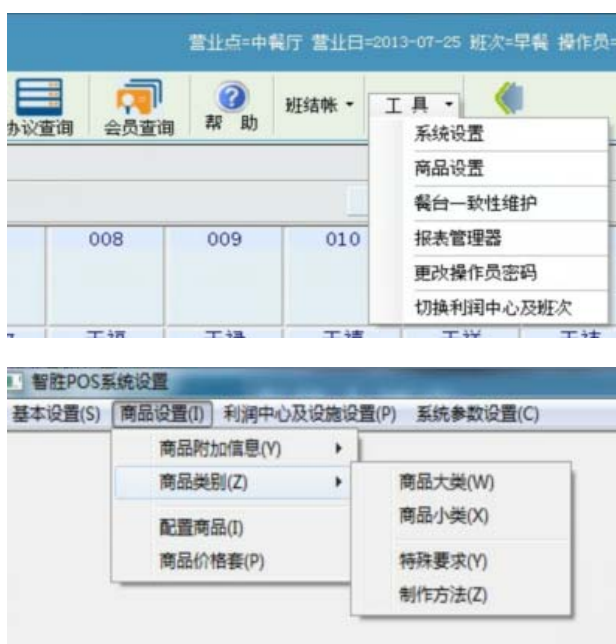 营业点=中餐厅 营业日=2013-07-25 班次=早餐 操作员=
协议查询 会员查询 帮 助 班结帐 工 具
系统设置
商品设置
餐台一致性维护
报表管理器
更改操作员密码
切换利润中心及班次
008 009 010
智胜POS系统设置
基本设置(S) 商品设置(I) 利润中心及设施设置(P) 系统参数设置(C)
商品附加信息(Y)
商品类别(Z)
配置商品(I)
商品价格套(P)
商品大类(W)
商品小类(X)
特殊要求(Y)
制作方法(Z)